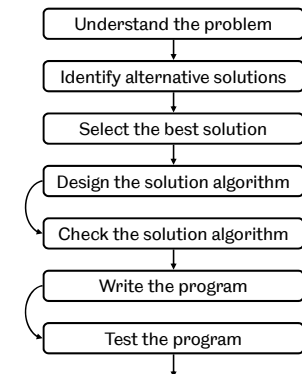 Understand the problem
Identify alternative solutions
Select the best solution
Design the solution algorithm
Check the solution algorithm
Write the program
Test the program